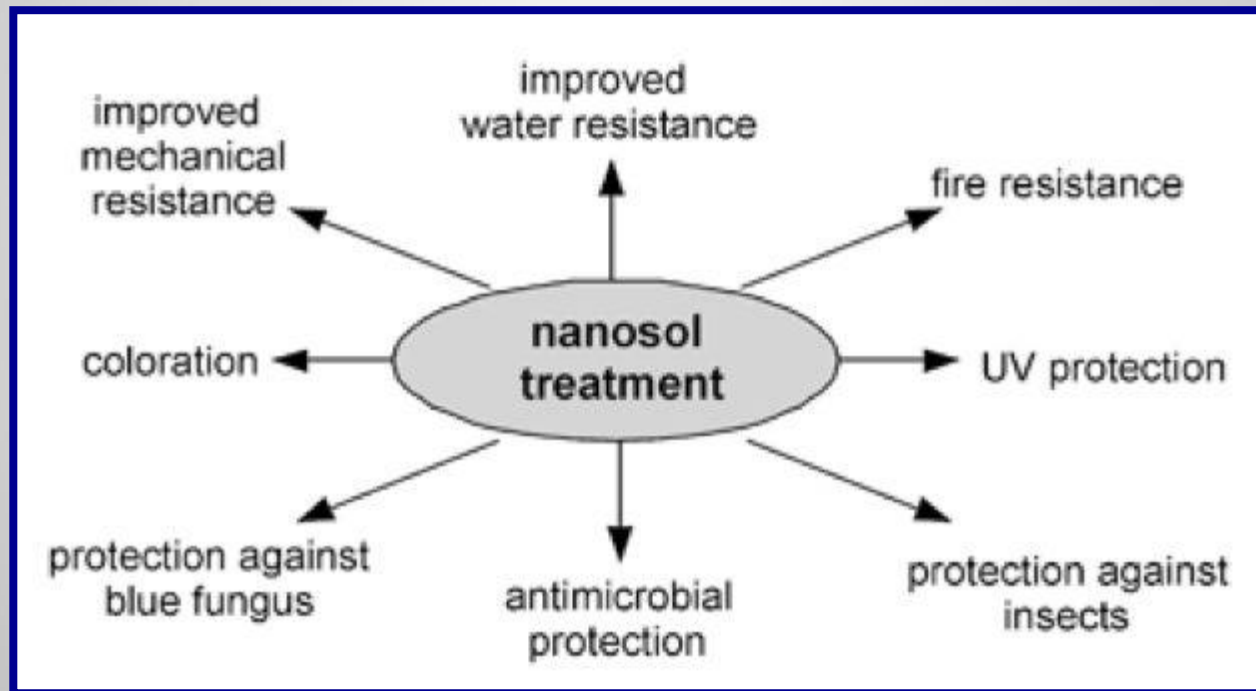 improved
water resistance
improved
mechanical
resistance
fire resistance
nanosol
treatment
coloration
UV protection
protection against
blue fungus
antimicrobial
protection
protection against
insects